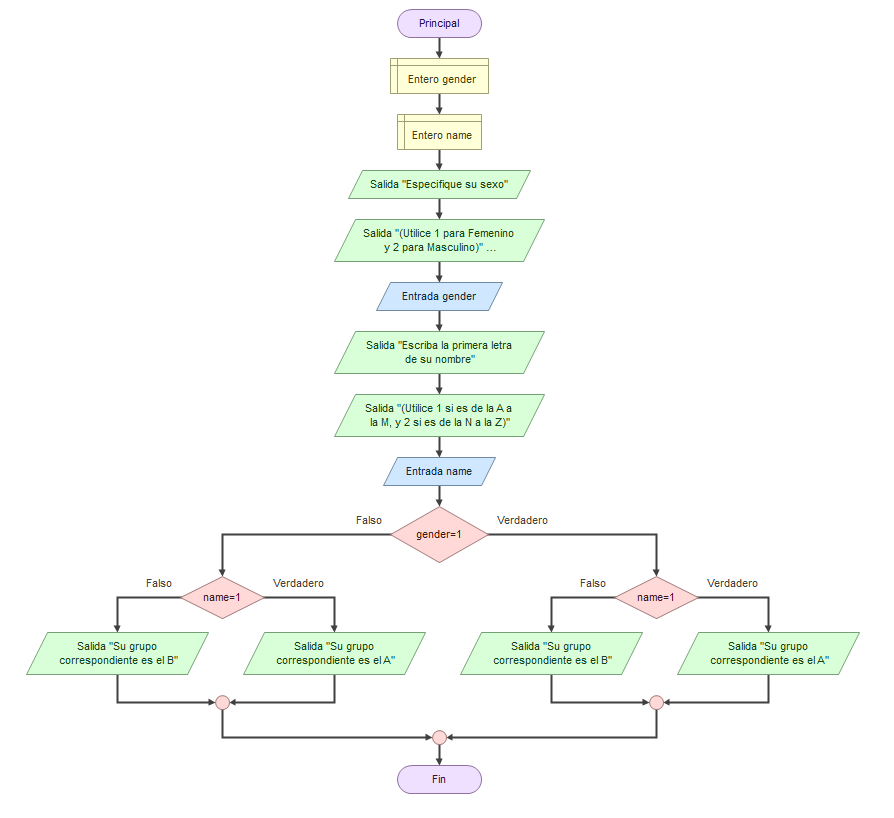 Principal
Entero gender
Entero name
Salida "Especifique su sexo"
Salida "(Utilice 1 para Femenino
y 2 para Masculino)" ...
Entrada gender
Salida "Escriba la primera letra
de su nombre"
Salida "(Utilice 1 si es de la A a
la M, y 2 si es de la N a la Z)"
Entrada name
Falso
Verdadero
gender=1
Falso
Verdadero
name=1
Falso
Verdadero
name=1
Salida "Su grupo
correspondiente es el B"
Salida "Su grupo
correspondiente es el A"
Salida "Su grupo
correspondiente es el B"
Salida "Su grupo
correspondiente es el A"
Fin